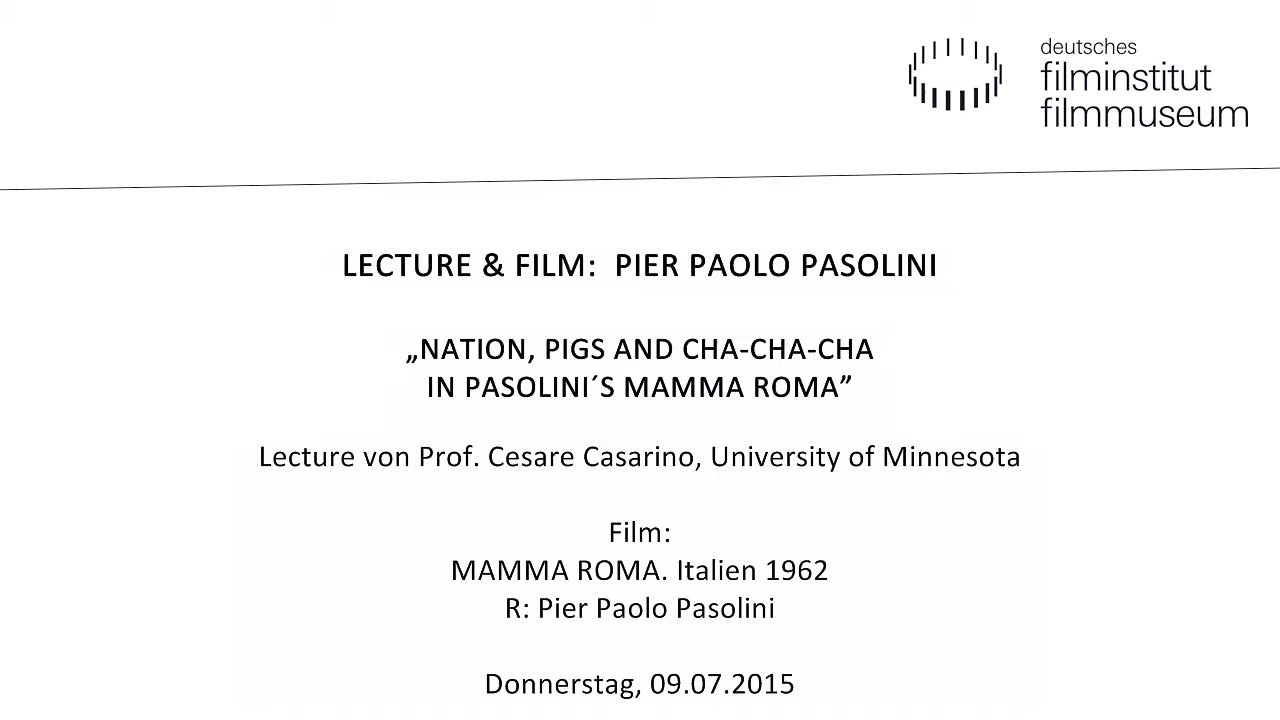 deutsches
filminstitut
filmmuseum
LECTURE & FILM:  PIER PAOLO PASOLINI
„NATION, PIGS AND CHA-CHA-CHA
IN PASOLINI´S MAMMA ROMA”
Lecture von Prof. Cesare Casarino, University of Minnesota
Film:
MAMMA ROMA. Italien 1962
R: Pier Paolo Pasolini
Donnerstag, 09.07.2015